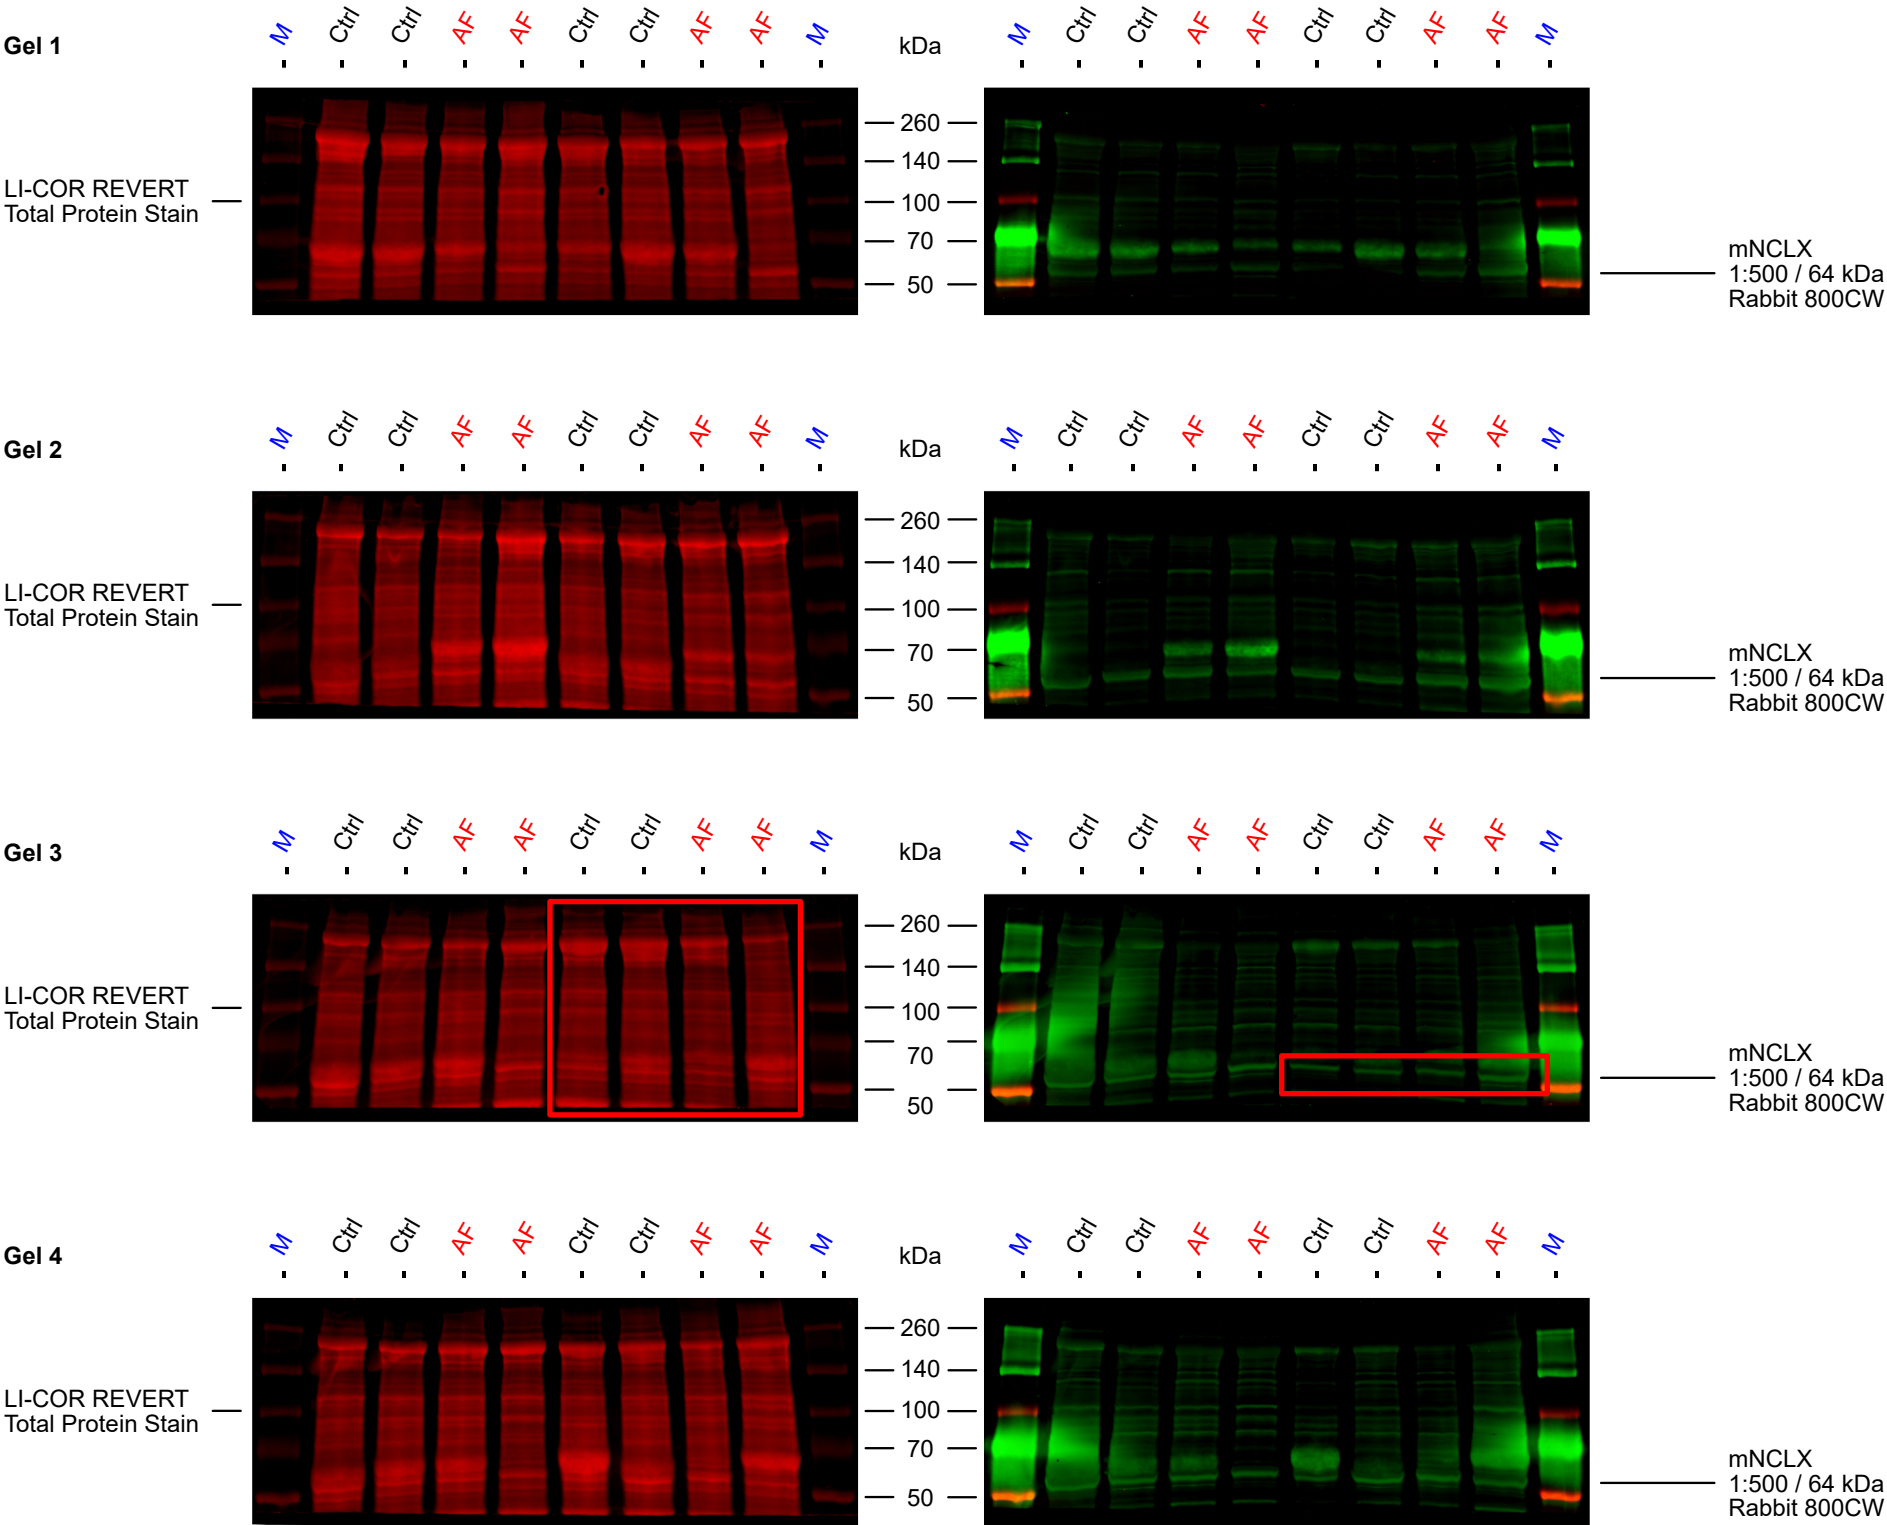 Gel 1
M Ctrl Ctrl AF AF Ctrl Ctrl AF AF M
kDa
M Ctrl Ctrl AF AF Ctrl Ctrl AF AF M
LI-COR REVERT
Total Protein Stain
260
140
100
70
50
mNCLX
1:500 / 64 kDa
Rabbit 800CW
Gel 2
M Ctrl Ctrl AF AF Ctrl Ctrl AF AF M
kDa
M Ctrl Ctrl AF AF Ctrl Ctrl AF AF M
LI-COR REVERT
Total Protein Stain
260
140
100
70
50
mNCLX
1:500 / 64 kDa
Rabbit 800CW
Gel 3
M Ctrl Ctrl AF AF Ctrl Ctrl AF AF M
kDa
M Ctrl Ctrl AF AF Ctrl Ctrl AF AF M
LI-COR REVERT
Total Protein Stain
260
140
100
70
50
mNCLX
1:500 / 64 kDa
Rabbit 800CW
Gel 4
M Ctrl Ctrl AF AF Ctrl Ctrl AF AF M
kDa
M Ctrl Ctrl AF AF Ctrl Ctrl AF AF M
LI-COR REVERT
Total Protein Stain
260
140
100
70
50
mNCLX
1:500 / 64 kDa
Rabbit 800CW